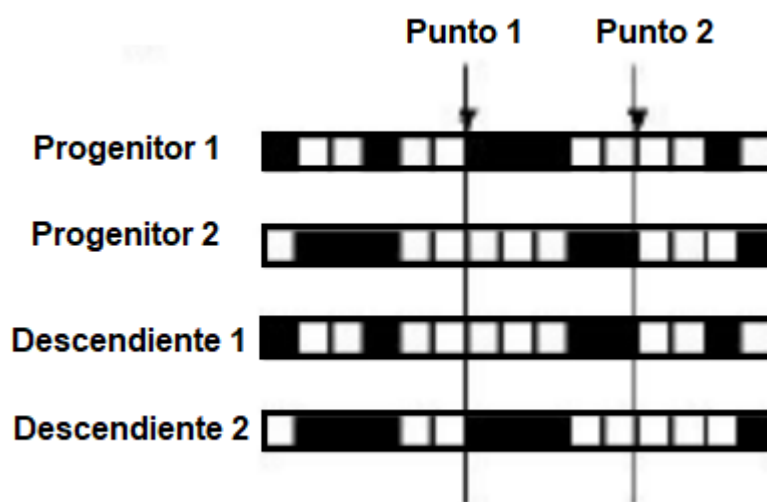 Punto 1 Punto 2
Progenitor 1
Progenitor 2
Descendiente 1
Descendiente 2